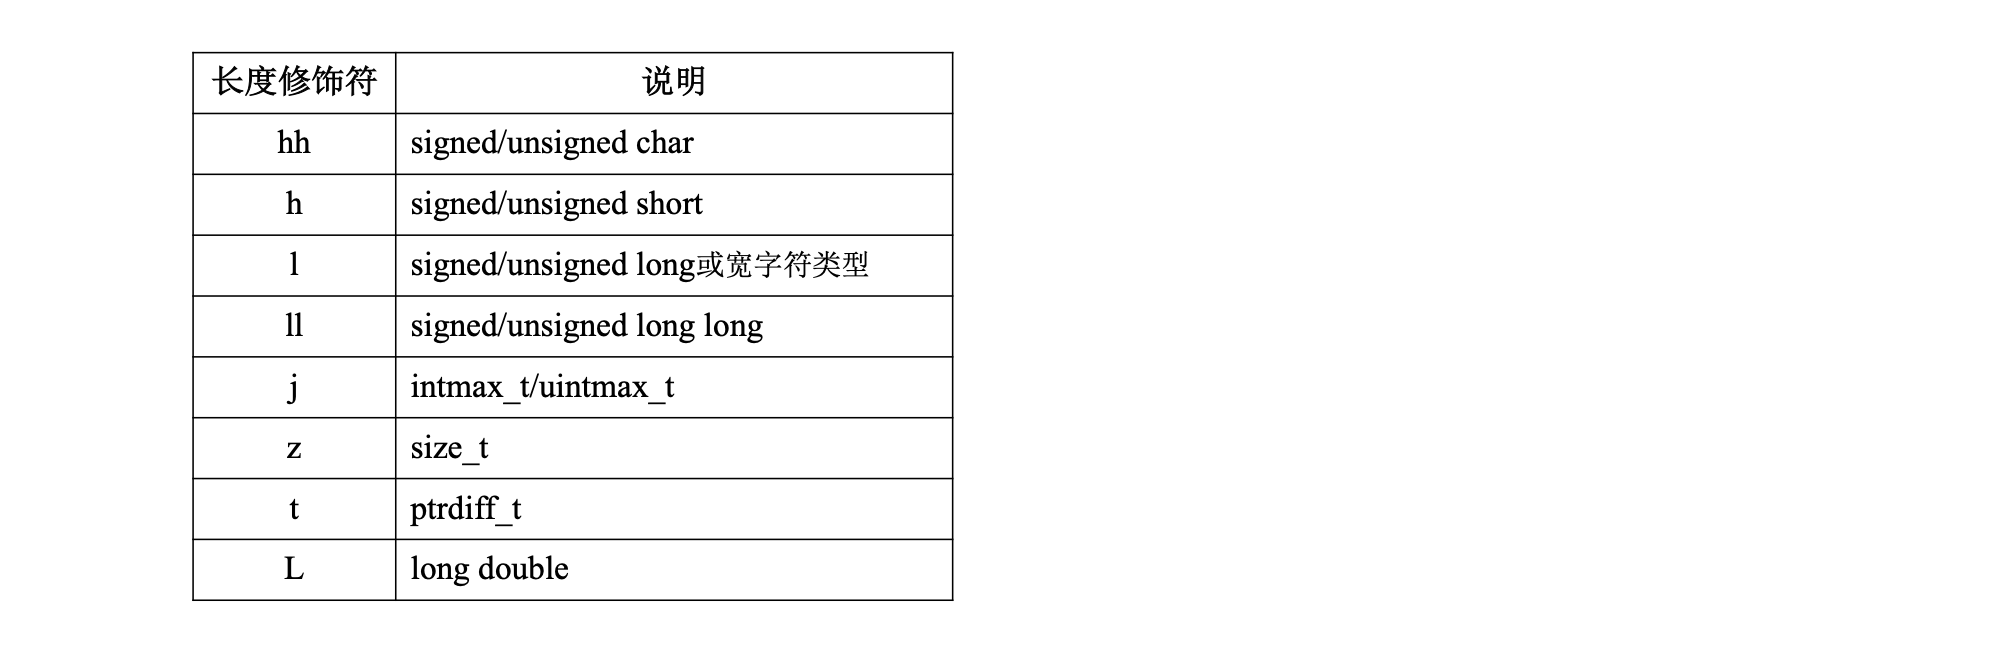 长度修饰符 说明
hh signed/unsigned char
h signed/unsigned short
l signed/unsigned long或宽字符类型
ll signed/unsigned long long
j intmax_t/uintmax_t
z size_t
t ptrdiff_t
L long double